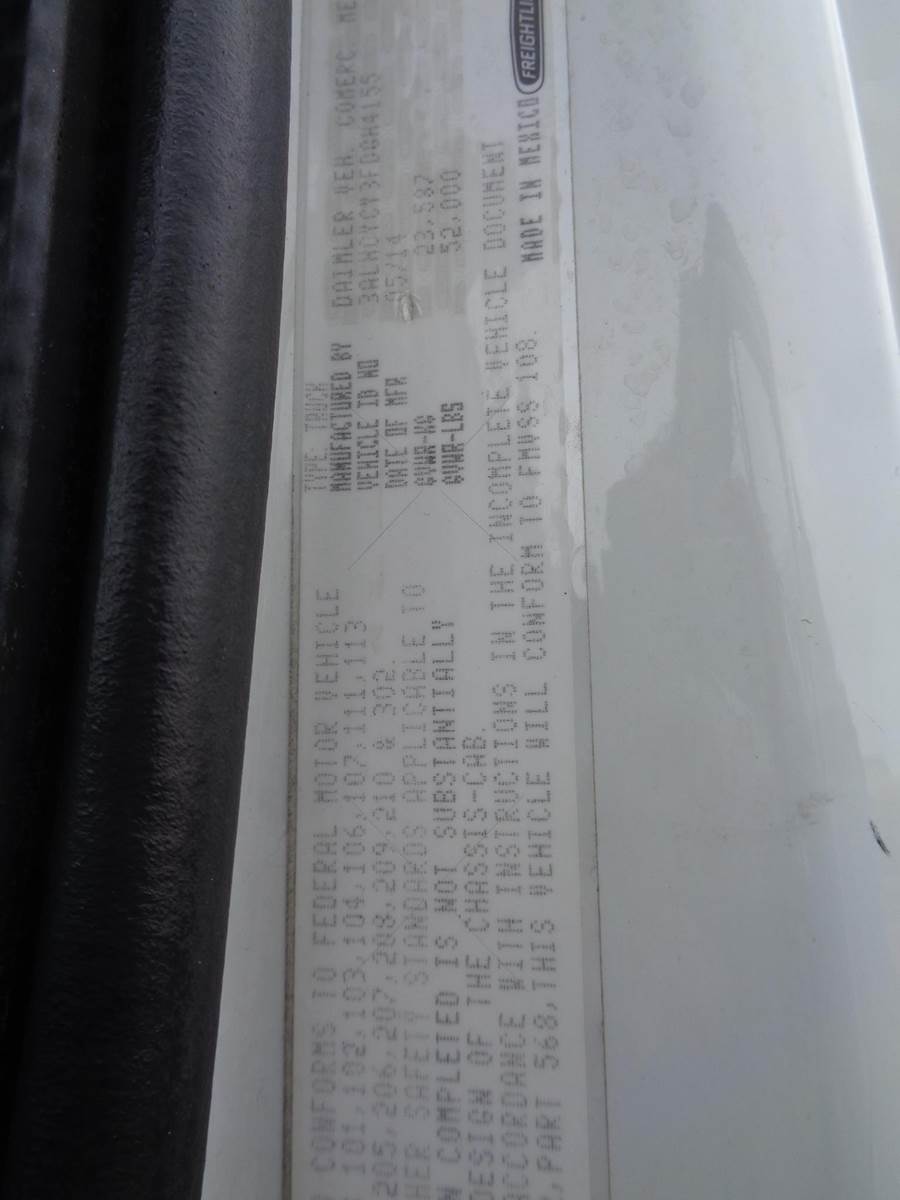 TYPE TRUCK
MANUFACTURED BY DAIMLER VEH. COMERC. ME
VEHICLE ID NO
DATE OF MFR 05/14
GVWR-KG 23,587
GVWR-LBS 52,000
CONFORMS TO FEDERAL MOTOR VEHICLE
101,102,103,104,106,107,111,113
205,206,207,208,209,210 & 302.
HER SAFETY STANDARDS APPLICABLE TO
COMPLETED IS NOT SUBSTANTIALLY
DESIGN OF THE CHASSIS-CAB.
ACCORDANCE WITH INSTRUCTIONS IN THE INCOMPLETE VEHICLE DOCUMENT
,PART 568,THIS VEHICLE WILL CONFORM TO FMVSS 108. MADE IN MEXICO
FREIGHTLI